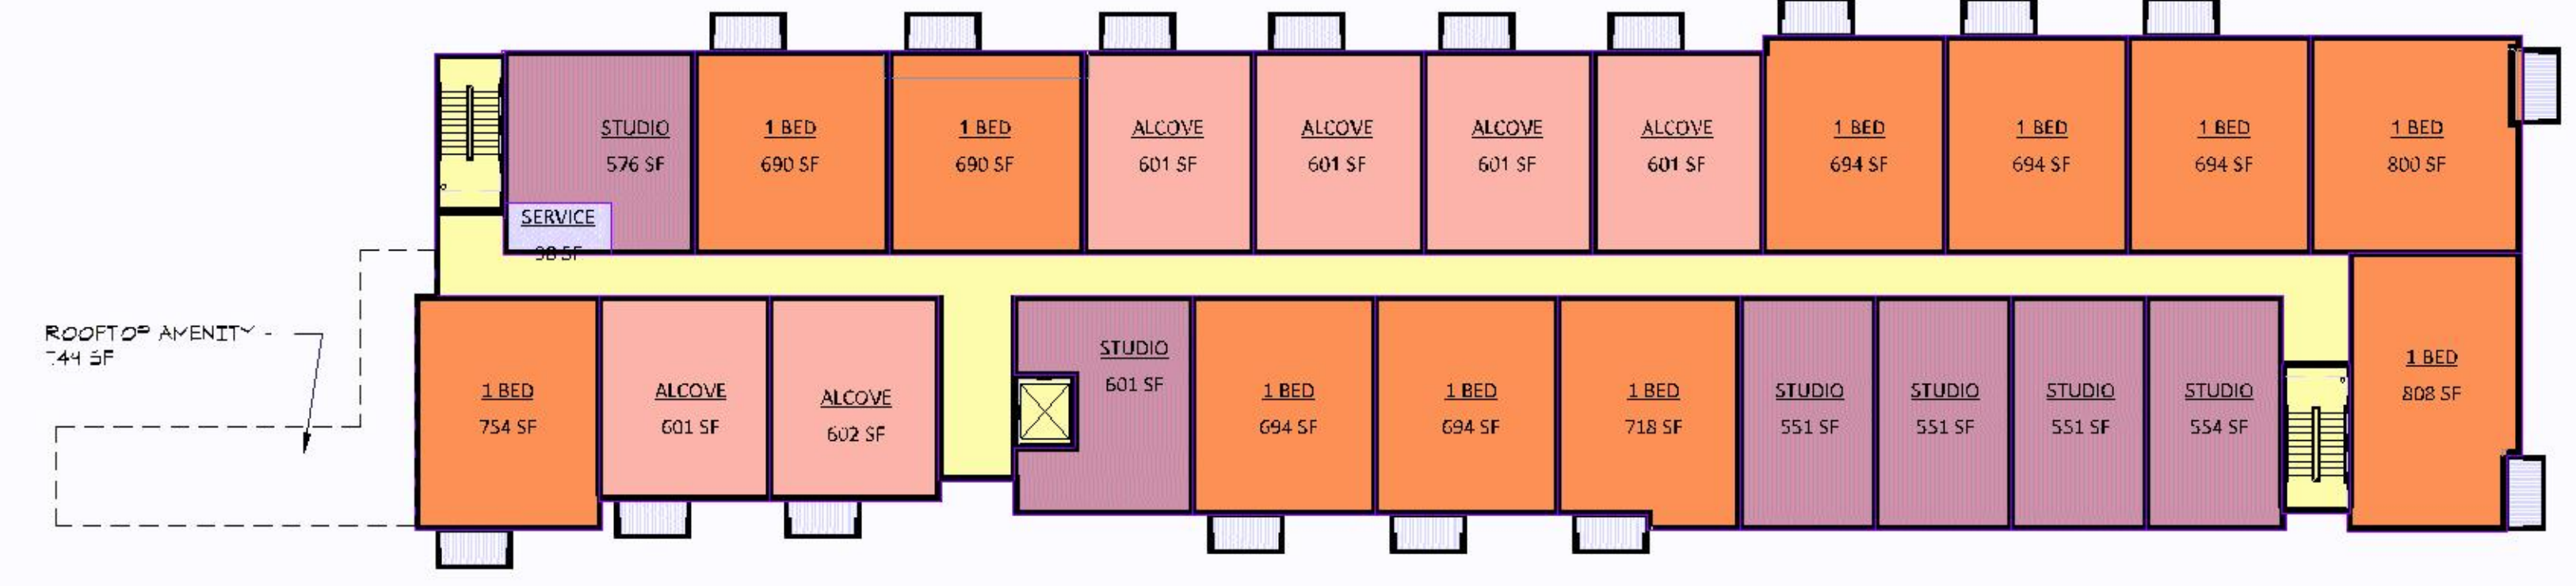 STUDIO
576 SF
1 BED
690 SF
1 BED
690 SF
ALCOVE
601 SF
ALCOVE
601 SF
ALCOVE
601 SF
ALCOVE
601 SF
1 BED
694 SF
1 BED
694 SF
1 BED
694 SF
1 BED
800 SF
SERVICE
SF
ROOFTOP AMENITY
SF
1 BED
754 SF
ALCOVE
601 SF
ALCOVE
602 SF
STUDIO
601 SF
1 BED
694 SF
1 BED
694 SF
1 BED
718 SF
STUDIO
551 SF
STUDIO
551 SF
STUDIO
551 SF
STUDIO
554 SF
1 BED
808 SF